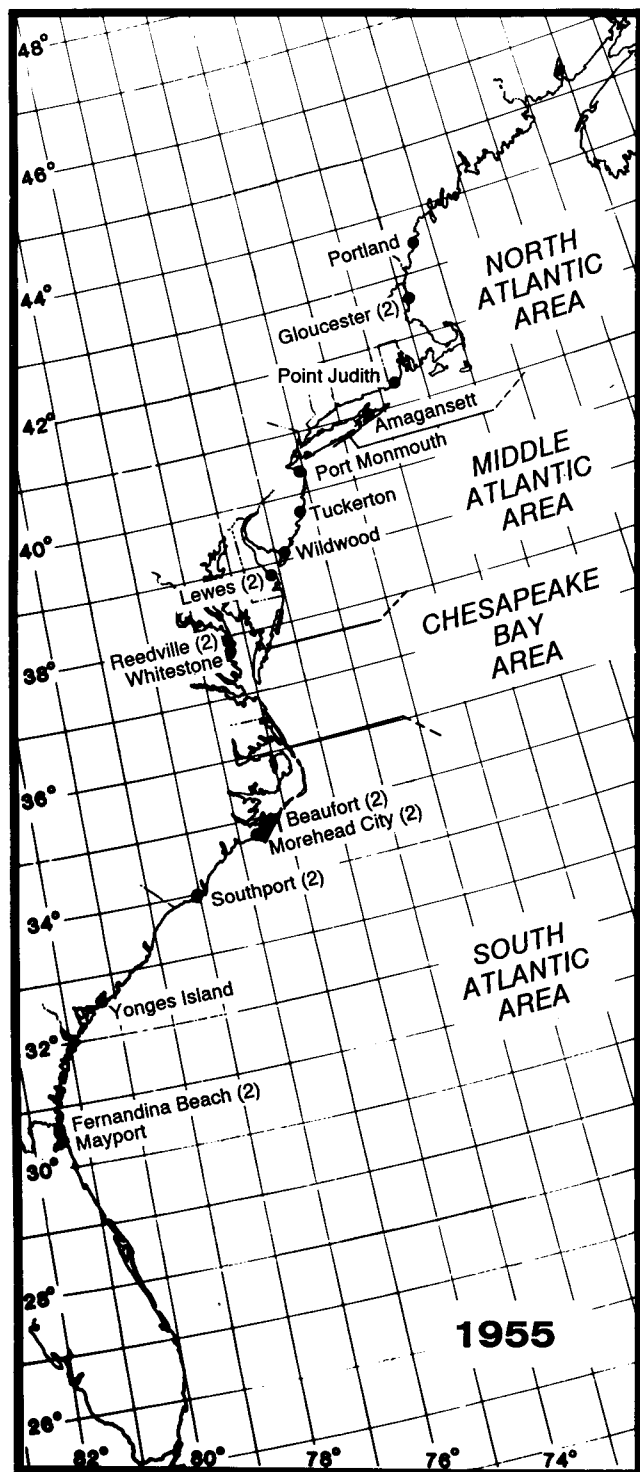 48°
46°
44°
42°
40°
38°
36°
34°
32°
30°
28°
26°
82°
80°
78°
76°
74°
Portland
Gloucester (2)
Point Judith
Amagansett
Port Monmouth
Tuckerton
Wildwood
Lewes (2)
Reedville (2)
Whitestone
Beaufort (2)
Morehead City (2)
Southport (2)
Yonges Island
Fernandina Beach (2)
Mayport
NORTH
ATLANTIC
AREA
MIDDLE
ATLANTIC
AREA
CHESAPEAKE
BAY
AREA
SOUTH
ATLANTIC
AREA
1955